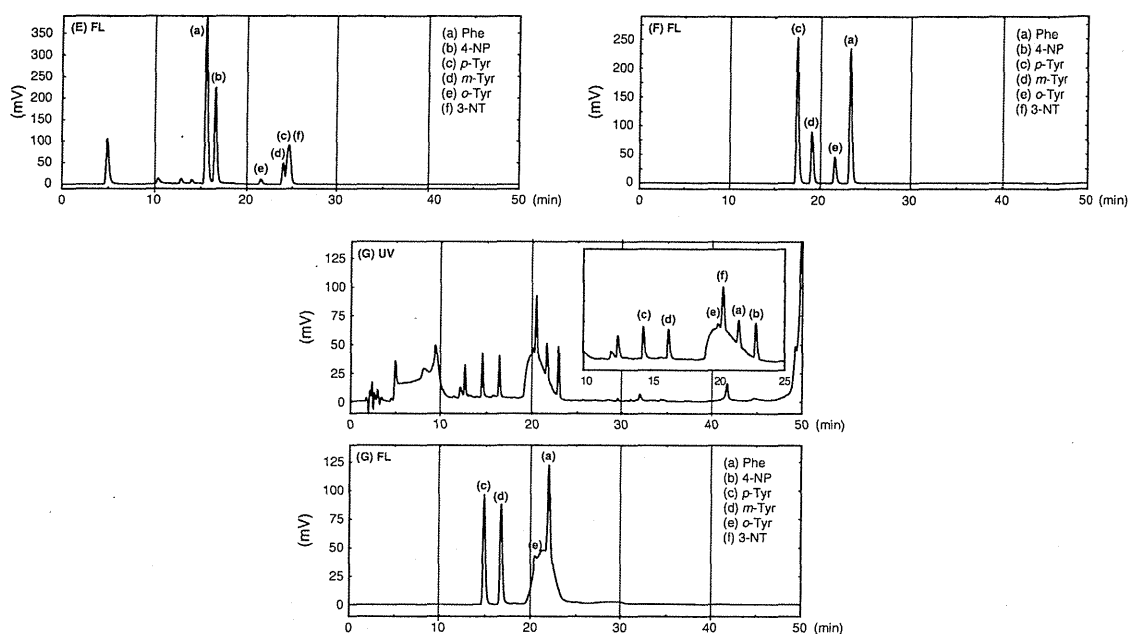 (E) FL
(a)
(b)
(c) (f)
(d)
(e)
(a) Phe
(b) 4-NP
(c) p-Tyr
(d) m-Tyr
(e) o-Tyr
(f) 3-NT
350
300
250
200
150
100
50
0
(mV)
0 10 20 30 40 50 (min)
(F) FL
(c)
(a)
(d)
(e)
(a) Phe
(b) 4-NP
(c) p-Tyr
(d) m-Tyr
(e) o-Tyr
(f) 3-NT
250
200
150
100
50
0
(mV)
0 10 20 30 40 50 (min)
(G) UV
125
100
75
50
25
0
(mV)
0 10 20 30 40 50 (min)
(f)
(c)
(d)
(e)
(a)
(b)
10 15 20 25
(G) FL
(a)
(c)
(d)
(e)
(a) Phe
(b) 4-NP
(c) p-Tyr
(d) m-Tyr
(e) o-Tyr
(f) 3-NT
125
100
75
50
25
0
(mV)
0 10 20 30 40 50 (min)